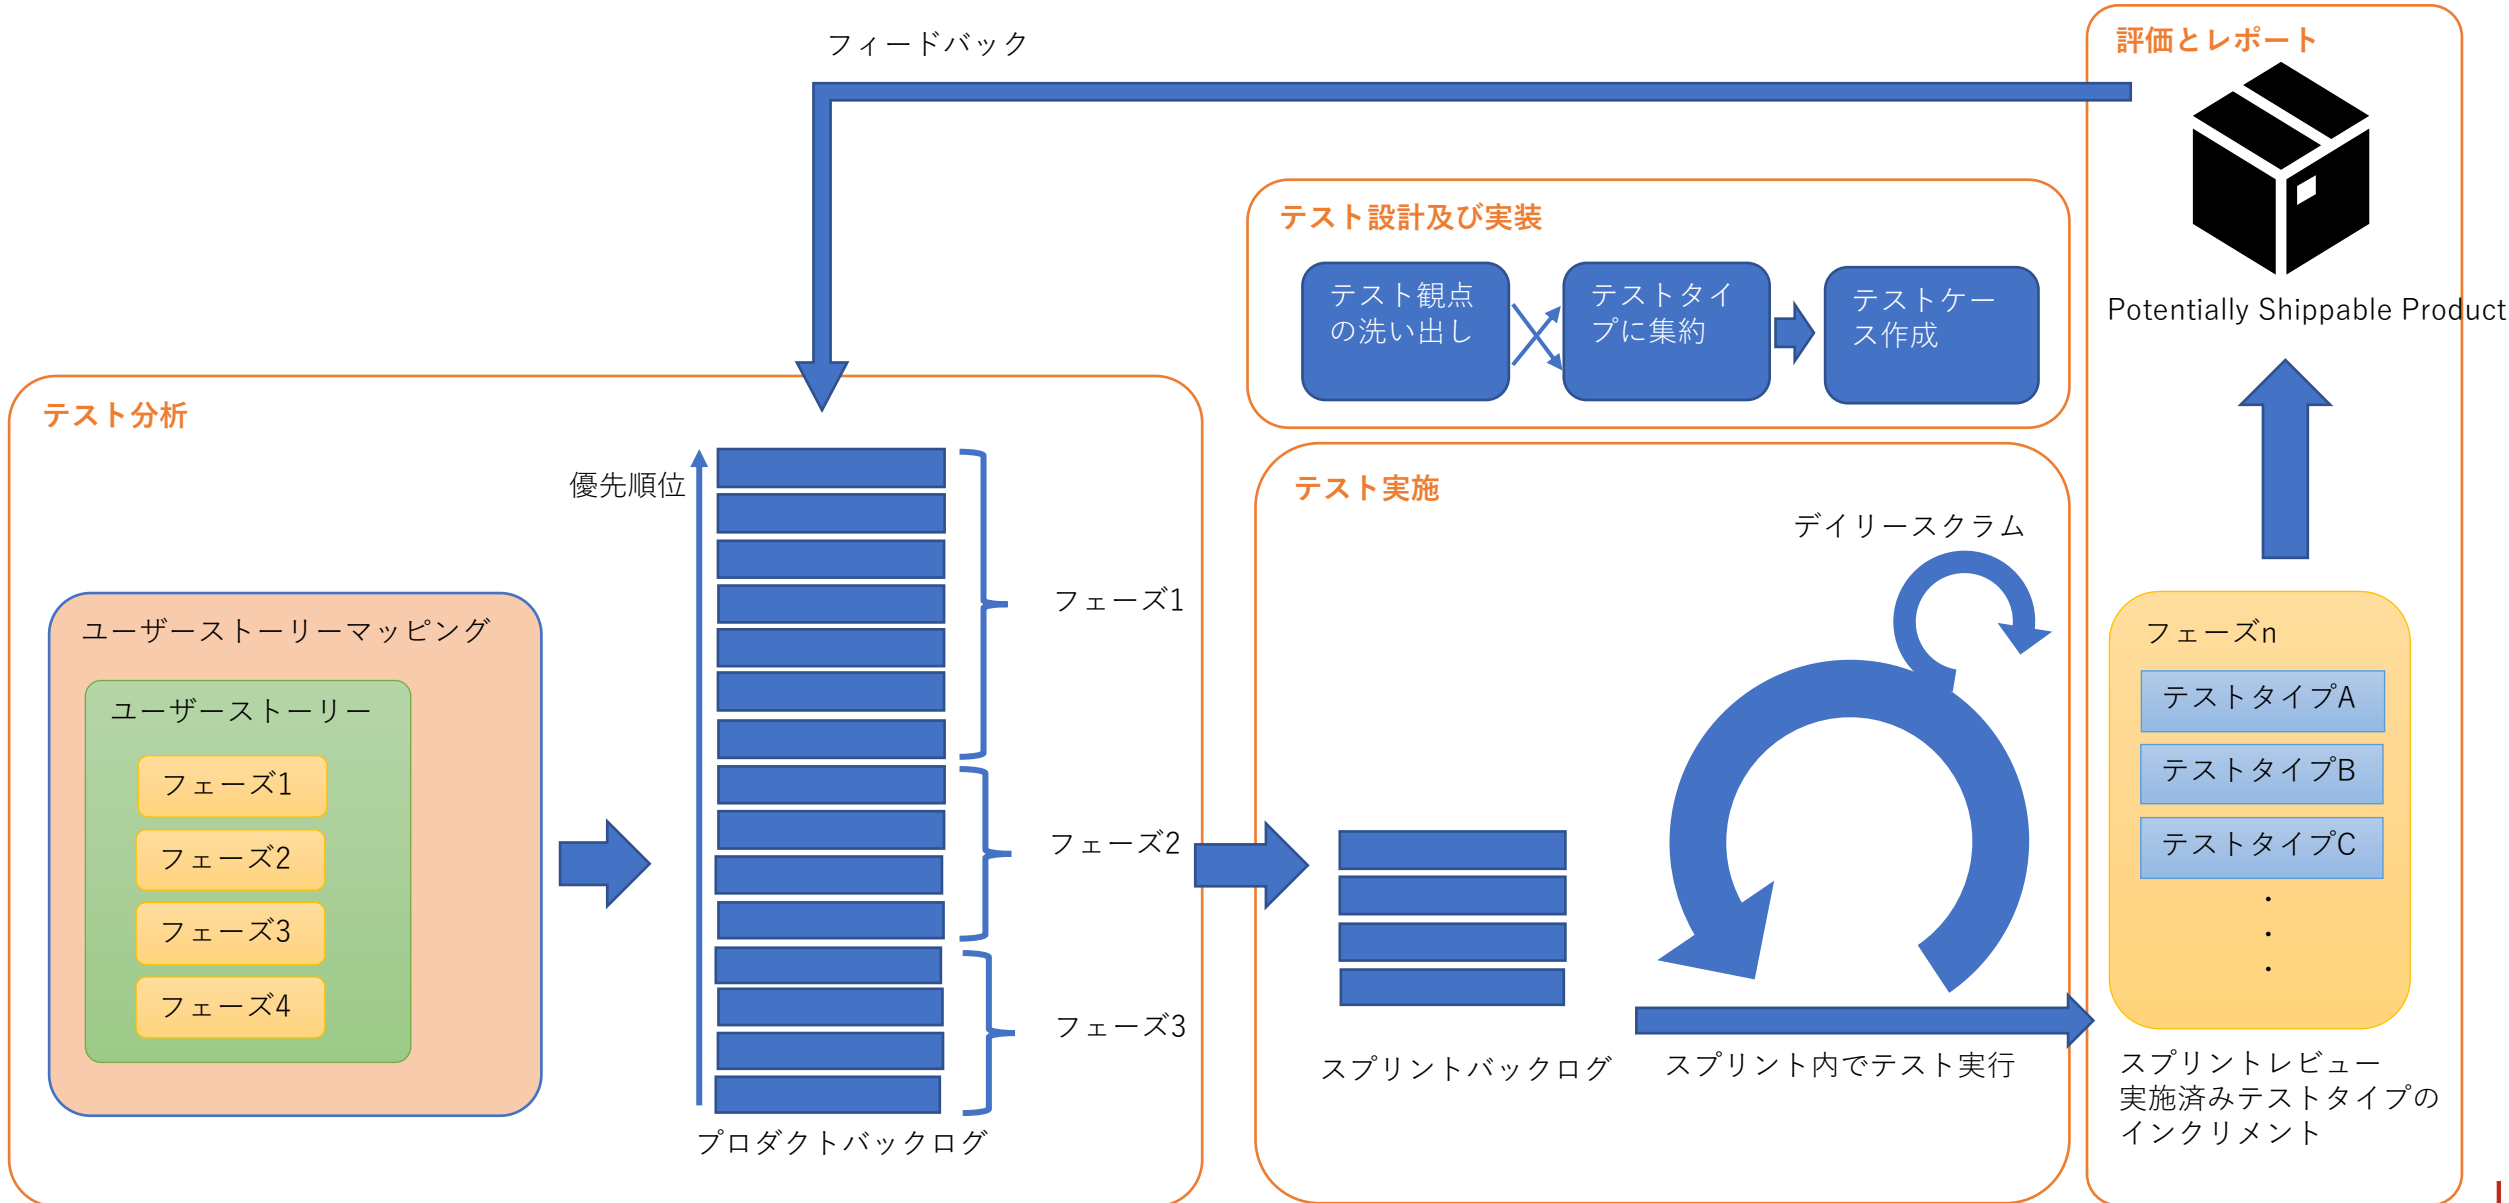 フィードバック
評価とレポート
Potentially Shippable Product
テスト設計及び実装
テスト観点
の洗い出し
テストタイ
プに集約
テストケー
ス作成
テスト分析
優先順位
ユーザーストーリーマッピング
ユーザーストーリー
フェーズ1
フェーズ2
フェーズ3
フェーズ4
フェーズ1
フェーズ2
フェーズ3
プロダクトバックログ
テスト実施
デイリースクラム
スプリントバックログ
スプリント内でテスト実行
フェーズn
テストタイプA
テストタイプB
テストタイプC
・
・
・
スプリントレビュー
実施済みテストタイプの
インクリメント